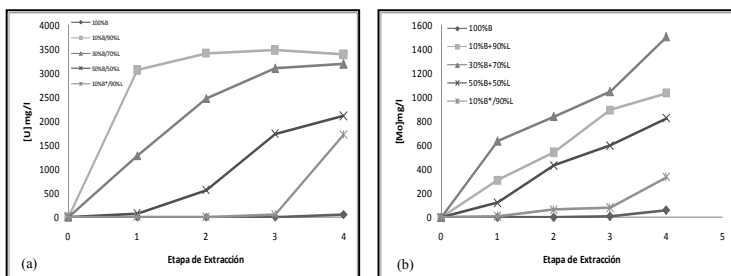 4000
3500
3000
2500
2000
1500
1000
500
0
[U] mg/l
100%B
10%B/90%L
30%B/70%L
50%B/50%L
10%B*/90%L
0 1 2 3 4
(a)
Etapa de Extracción
1600
1400
1200
1000
800
600
400
200
0
[Mo]mg/l
100%B
10%B+90%L
30%B+70%L
50%B+50%L
10%B*/90%L
0 1 2 3 4 5
(b)
Etapa de Extracción